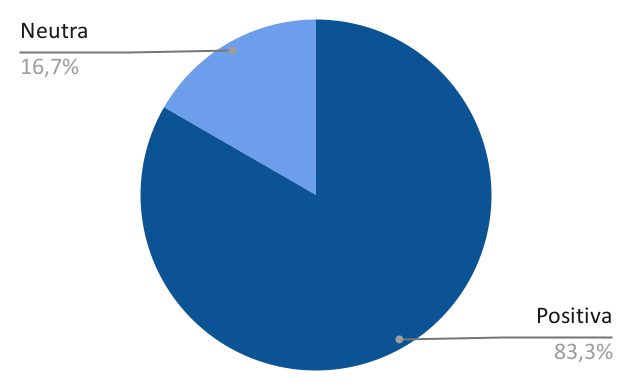 Neutra
16,7%
Positiva
83,3%